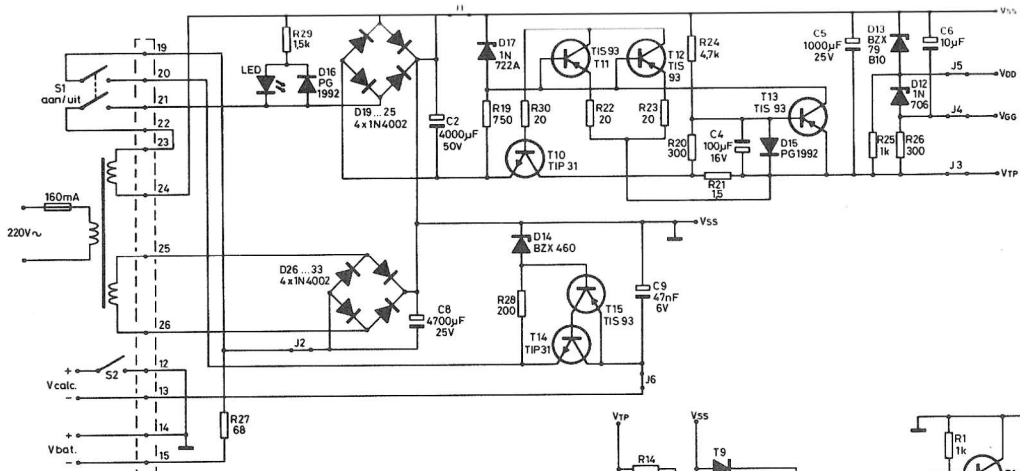 VSS
19
20
21
22
23
24
25
26
12
13
14
15
S1
aan/uit
160mA
220V~
+
Vcalc.
-
S2
+
Vbat.
-
R27
68
R29
1,5k
LED
D16
PG
1992
D19 ... 25
4 x 1N4002
C2
4000µF
50V
D17
1N
722A
R19
750
R30
20
TIS 93
T11
R22
20
T12
TIS
93
R23
20
T10
TIP 31
R24
4,7k
R20
300
C4
100µF
16V
R21
1,5
D15
PG1992
T13
TIS 93
C5
1000µF
25V
D13
BZX
79
B10
C6
10µF
D12
1N
706
R25
1k
R26
300
J5
VDD
J4
VGG
J3
VTP
VSS
D26 ... 33
4 x 1N4002
C8
4700µF
25V
J2
D14
BZX 460
R28
200
T15
TIS 93
T14
TIP31
C9
47nF
6V
J6
VTP
R14
VSS
T9
R1
1k